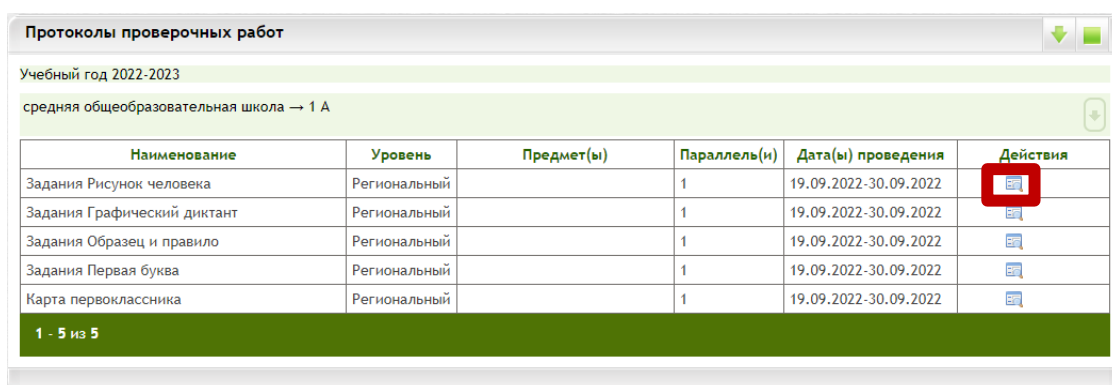 Протоколы проверочных работ
Учебный год 2022-2023
средняя общеобразовательная школа → 1 А
Наименование Уровень Предмет(ы) Параллель(и) Дата(ы) проведения Действия
Задания Рисунок человека Региональный 1 19.09.2022-30.09.2022
Задания Графический диктант Региональный 1 19.09.2022-30.09.2022
Задания Образец и правило Региональный 1 19.09.2022-30.09.2022
Задания Первая буква Региональный 1 19.09.2022-30.09.2022
Карта первоклассника Региональный 1 19.09.2022-30.09.2022
1 - 5 из 5